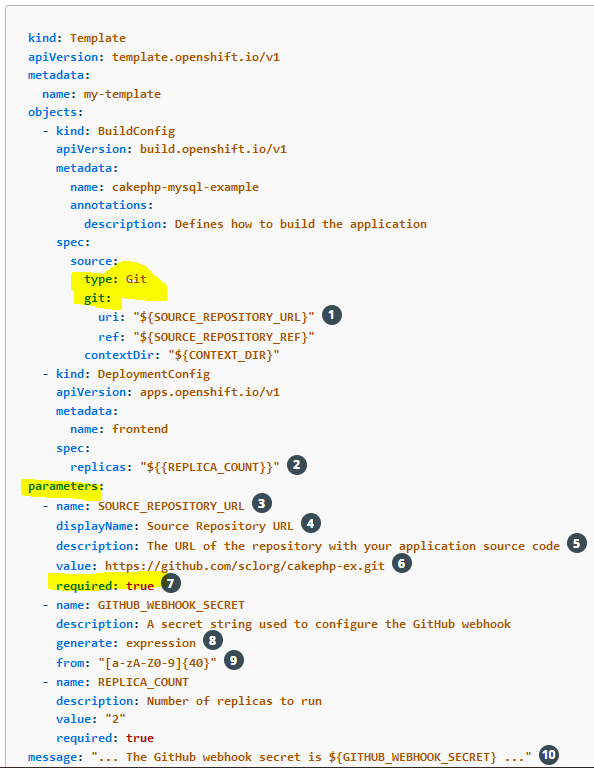 kind: Template
apiVersion: template.openshift.io/v1
metadata:
  name: my-template
objects:
  - kind: BuildConfig
    apiVersion: build.openshift.io/v1
    metadata:
      name: cakephp-mysql-example
      annotations:
        description: Defines how to build the application
    spec:
      source:
        type: Git
        git:
          uri: "${SOURCE_REPOSITORY_URL}" 1
          ref: "${SOURCE_REPOSITORY_REF}"
        contextDir: "${CONTEXT_DIR}"
  - kind: DeploymentConfig
    apiVersion: apps.openshift.io/v1
    metadata:
      name: frontend
    spec:
      replicas: "${{REPLICA_COUNT}}" 2
parameters:
  - name: SOURCE_REPOSITORY_URL 3
    displayName: Source Repository URL 4
    description: The URL of the repository with your application source code 5
    value: https://github.com/sclorg/cakephp-ex.git 6
    required: true 7
  - name: GITHUB_WEBHOOK_SECRET
    description: A secret string used to configure the GitHub webhook
    generate: expression 8
    from: "[a-zA-Z0-9]{40}" 9
  - name: REPLICA_COUNT
    description: Number of replicas to run
    value: "2"
    required: true
message: "... The GitHub webhook secret is ${GITHUB_WEBHOOK_SECRET} ..." 10